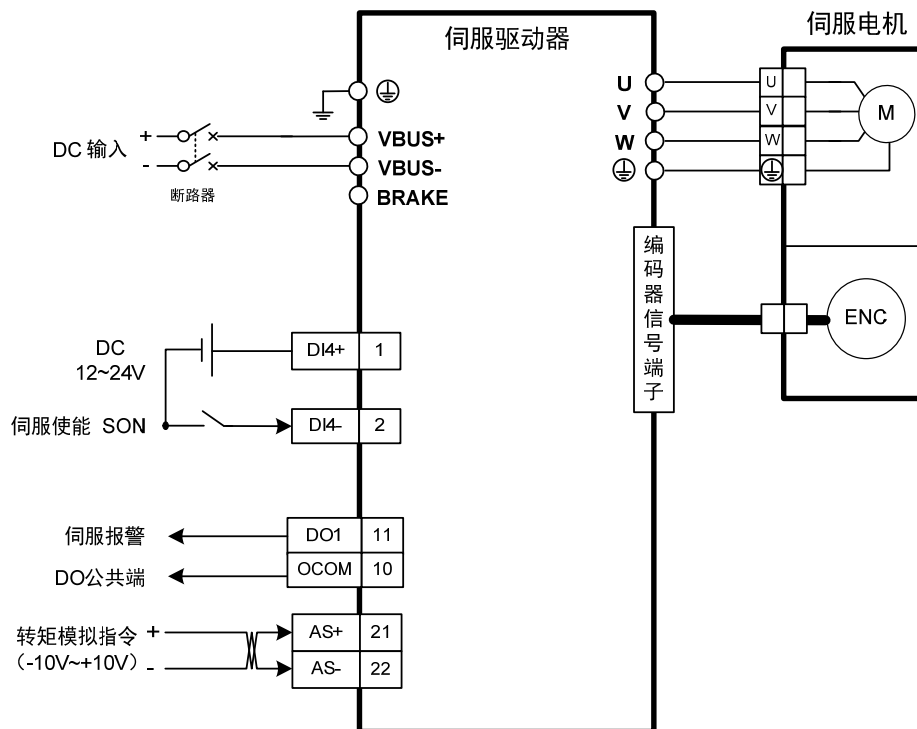 伺服驱动器
伺服电机
DC 输入
+
-
断路器
VBUS+
VBUS-
BRAKE
U
V
W
U
V
W
M
编码器信号端子
ENC
DC
12~24V
DI4+ 1
伺服使能 SON
DI4- 2
伺服报警
DO1 11
DO公共端
OCOM 10
转矩模拟指令
(-10V~+10V)
+
-
AS+ 21
AS- 22